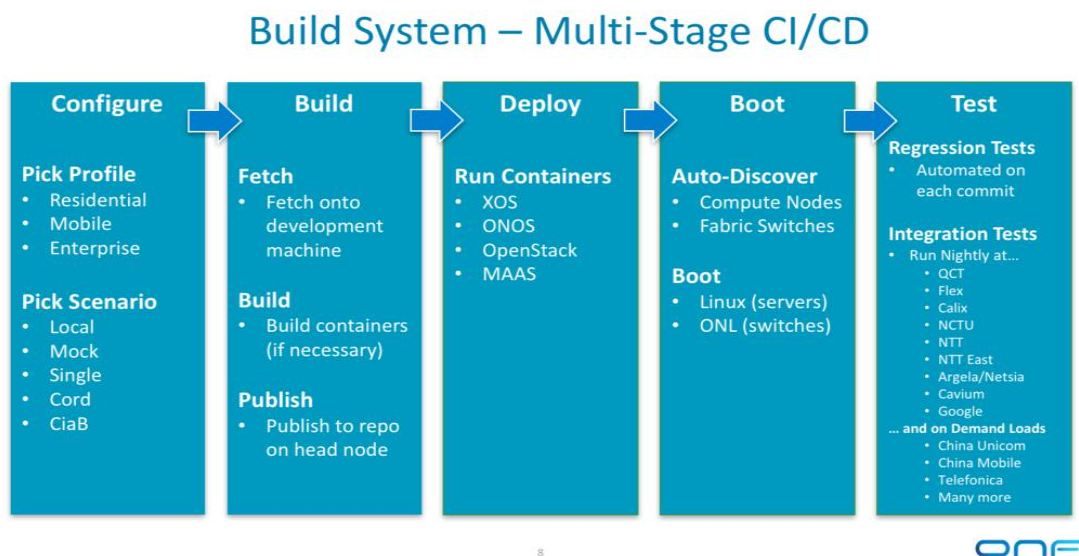 Build System – Multi-Stage CI/CD
Configure
Pick Profile
• Residential
• Mobile
• Enterprise
Pick Scenario
• Local
• Mock
• Single
• Cord
• CiaB
Build
Fetch
• Fetch onto
development
machine
Build
• Build containers
(if necessary)
Publish
• Publish to repo
on head node
Deploy
Run Containers
• XOS
• ONOS
• OpenStack
• MAAS
Boot
Auto-Discover
• Compute Nodes
• Fabric Switches
Boot
• Linux (servers)
• ONL (switches)
Test
Regression Tests
• Automated on
each commit
Integration Tests
• Run Nightly at…
• QCT
• Flex
• Calix
• NCTU
• NTT
• NTT East
• Argela/Netsia
• Cavium
• Google
… and on Demand Loads
• China Unicom
• China Mobile
• Telefonica
• Many more
8